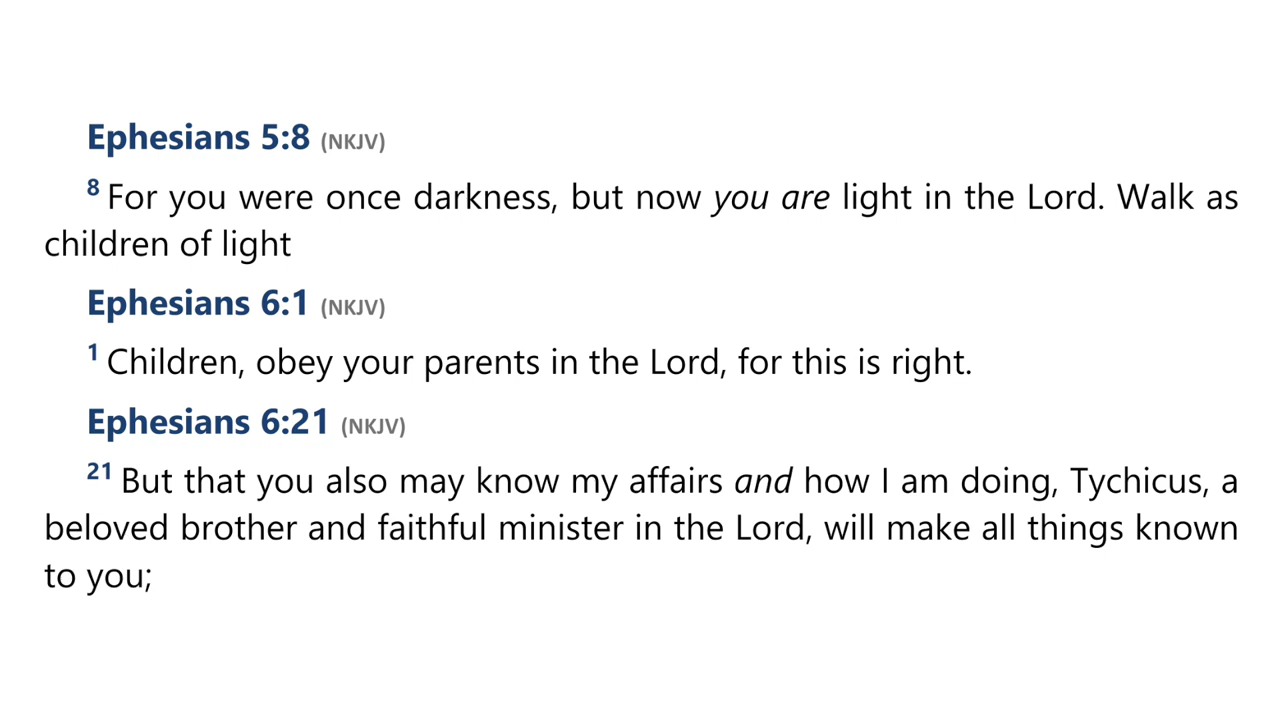 Ephesians 5:8 (NKJV)
8 For you were once darkness, but now you are light in the Lord. Walk as
children of light
Ephesians 6:1 (NKJV)
1 Children, obey your parents in the Lord, for this is right.
Ephesians 6:21 (NKJV)
21 But that you also may know my affairs and how I am doing, Tychicus, a
beloved brother and faithful minister in the Lord, will make all things known
to you;